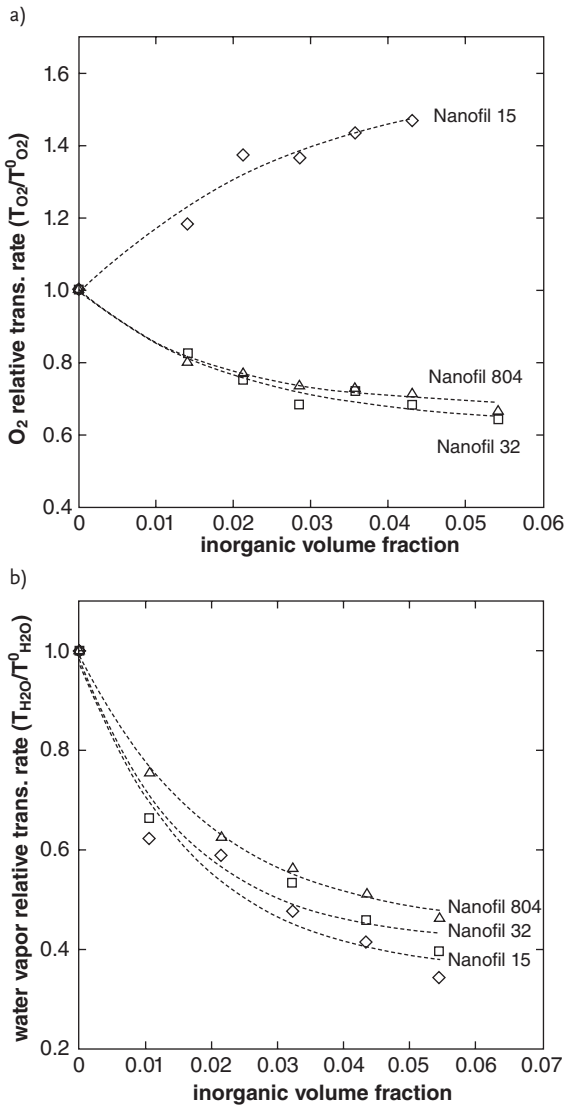 a)
1.6
1.4
1.2
1.0
0.8
0.6
0.4
O₂ relative trans. rate (T_O2/T⁰_O2)
Nanofil 15
Nanofil 804
Nanofil 32
0 0.01 0.02 0.03 0.04 0.05 0.06
inorganic volume fraction
b)
1.0
0.8
0.6
0.4
0.2
water vapor relative trans. rate (T_H2O/T⁰_H2O)
Nanofil 804
Nanofil 32
Nanofil 15
0 0.01 0.02 0.03 0.04 0.05 0.06 0.07
inorganic volume fraction